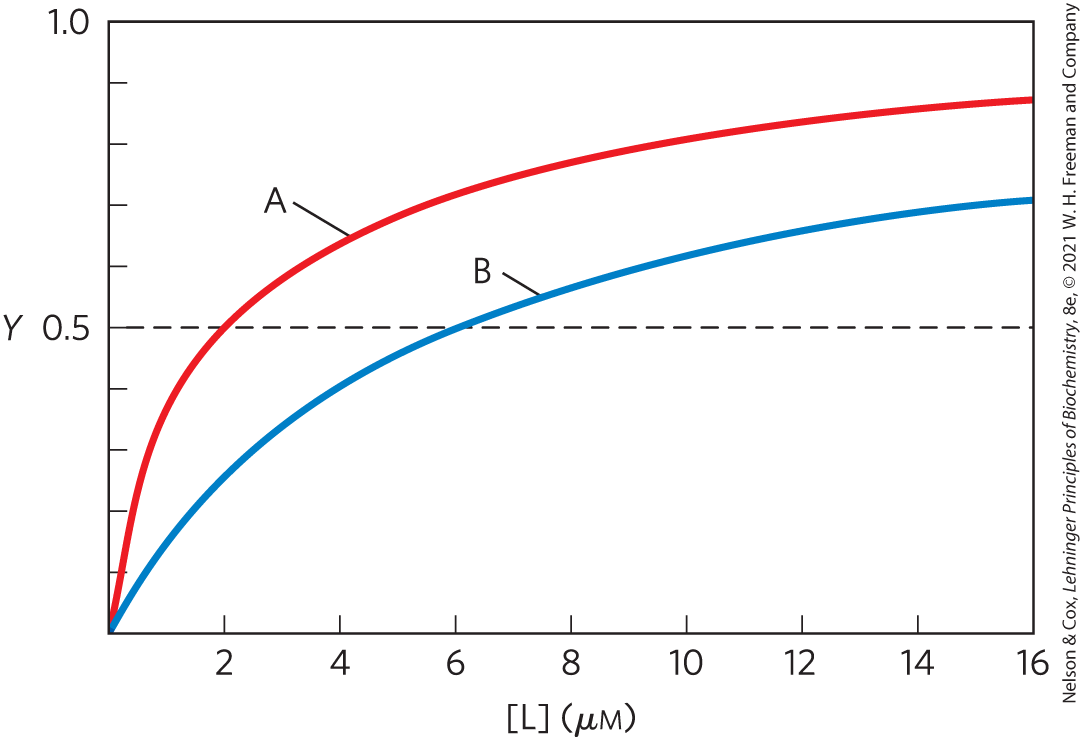 1.0
A
B
Y 0.5
2 4 6 8 10 12 14 16
[L] (μM)
Nelson & Cox, Lehninger Principles of Biochemistry, 8e, © 2021 W. H. Freeman and Company